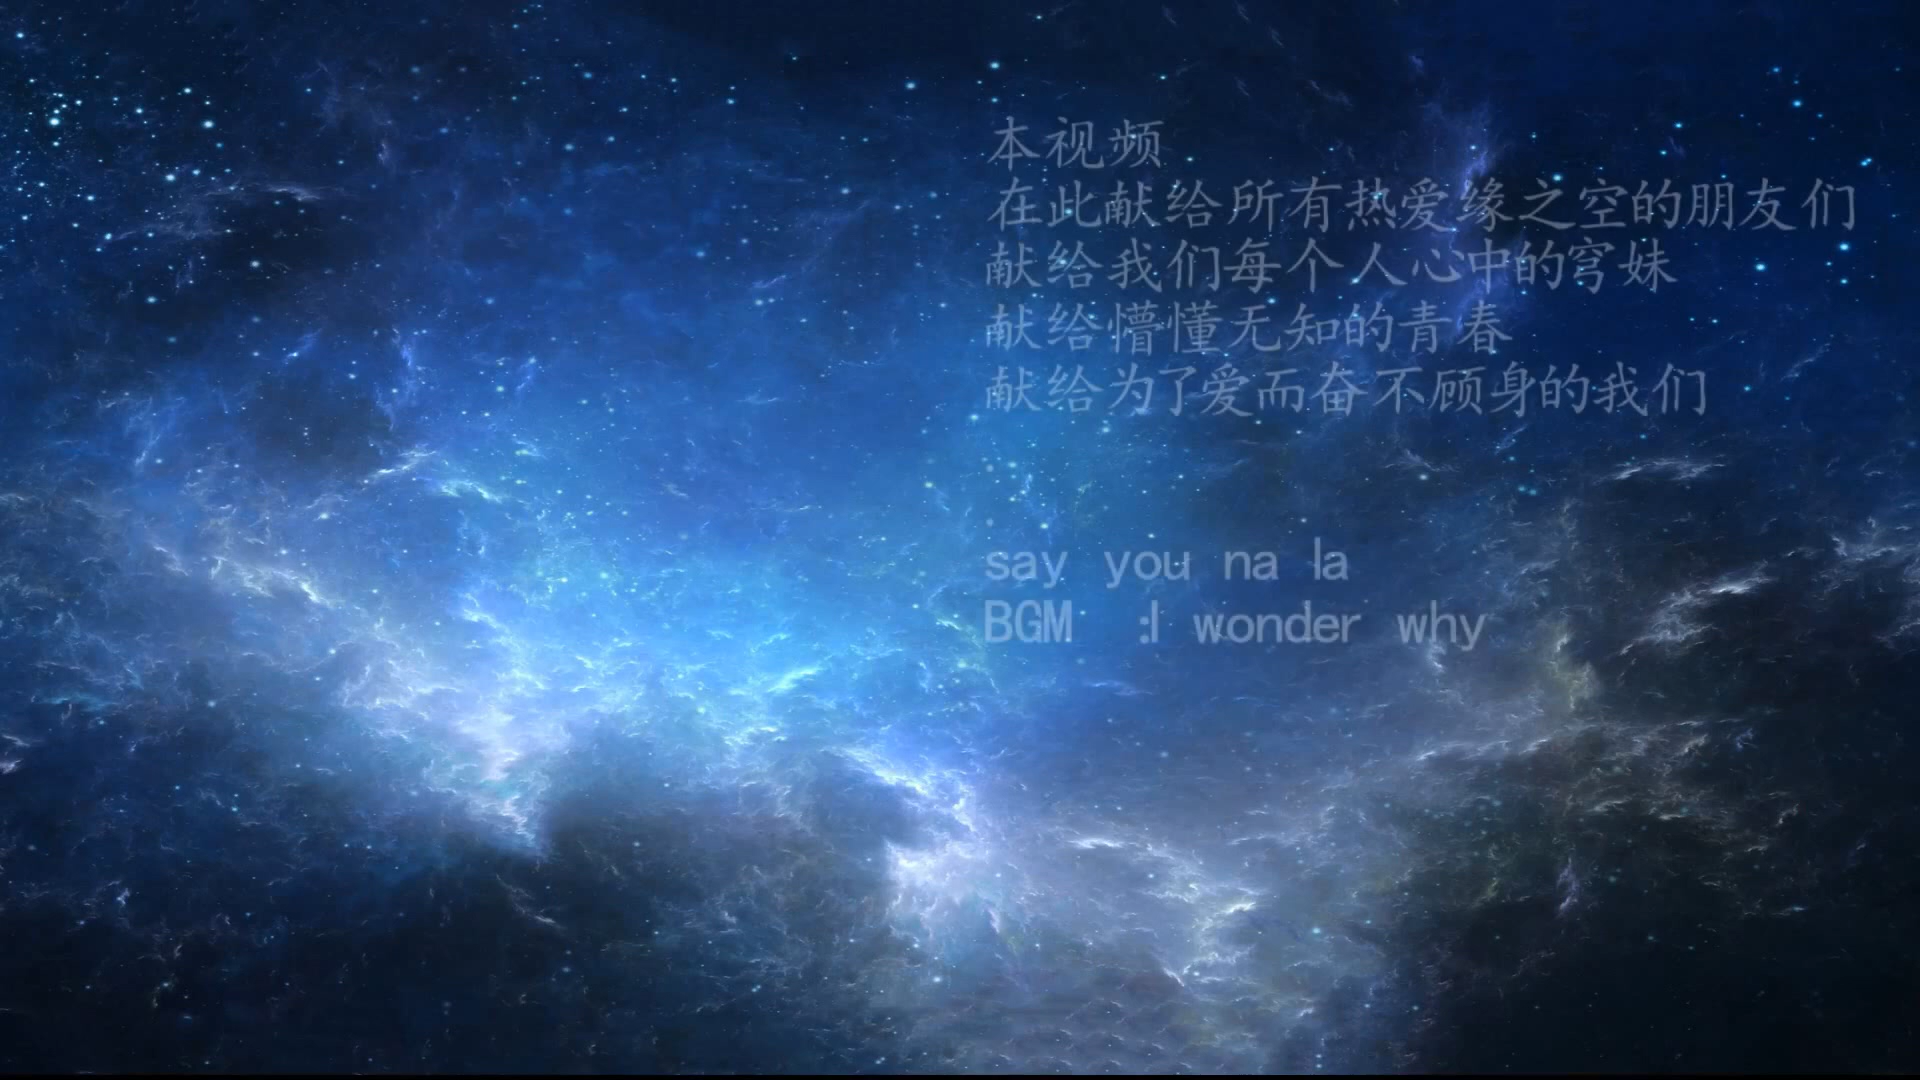 本视频
在此献给所有热爱缘之空的朋友们
献给我们每个人心中的穹妹
献给懵懂无知的青春
献给为了爱而奋不顾身的我们
say you na la
BGM :I wonder why